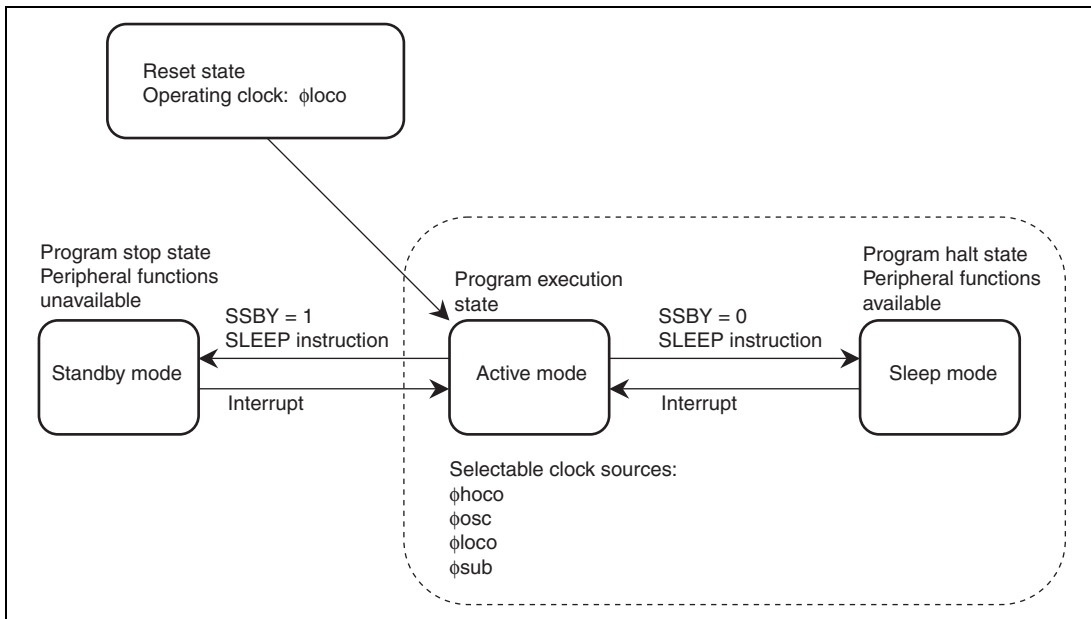 Reset state
Operating clock: ϕloco
Program stop state
Peripheral functions
unavailable
Standby mode
SSBY = 1
SLEEP instruction
Interrupt
Program execution
state
Active mode
SSBY = 0
SLEEP instruction
Interrupt
Program halt state
Peripheral functions
available
Sleep mode
Selectable clock sources:
ϕhoco
ϕosc
ϕloco
ϕsub